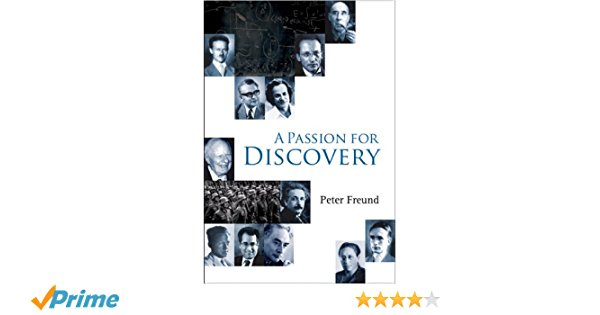 A PASSION FOR
DISCOVERY
Peter Freund
Prime